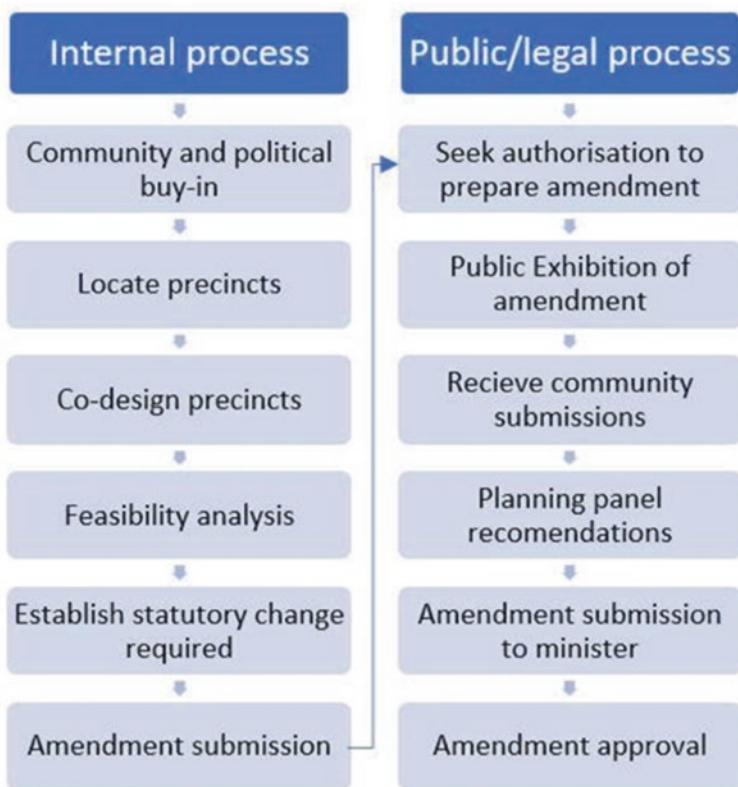 Internal process
Community and political
buy-in
Locate precincts
Co-design precincts
Feasibility analysis
Establish statutory change
required
Amendment submission
Public/legal process
Seek authorisation to
prepare amendment
Public Exhibition of
amendment
Recieve community
submissions
Planning panel
recomendations
Amendment submission
to minister
Amendment approval